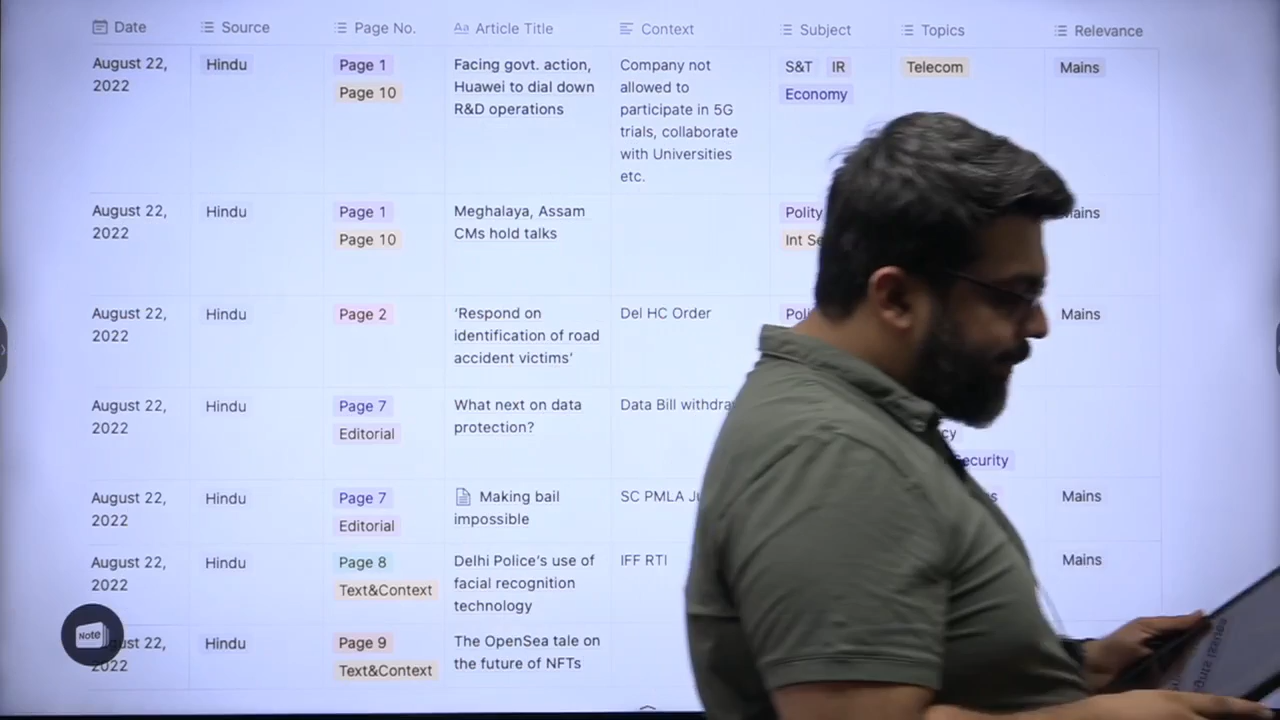 Date Source Page No. Aa Article Title Context Subject Topics Relevance
August 22, 2022
Hindu
Page 1
Page 10
Facing govt. action,
Huawei to dial down
R&D operations
Company not
allowed to
participate in 5G
trials, collaborate
with Universities
etc.
S&T IR
Economy
Telecom
Mains
August 22,
2022
Hindu
Page 1
Page 10
Meghalaya, Assam
CMs hold talks
Polity
Int
Mains
August 22,
2022
Hindu
Page 2
‘Respond on
identification of road
accident victims’
Del HC Order
Mains
August 22,
2022
Hindu
Page 7
Editorial
What next on data
protection?
Data Bill
Security
August 22,
2022
Hindu
Page 7
Editorial
Making bail
impossible
SC PMLA
Mains
August 22,
2022
Hindu
Page 8
Text&Context
Delhi Police's use of
facial recognition
technology
IFF RTI
Mains
22,
2022
Hindu
Page 9
Text&Context
The OpenSea tale on
the future of NFTs
Note